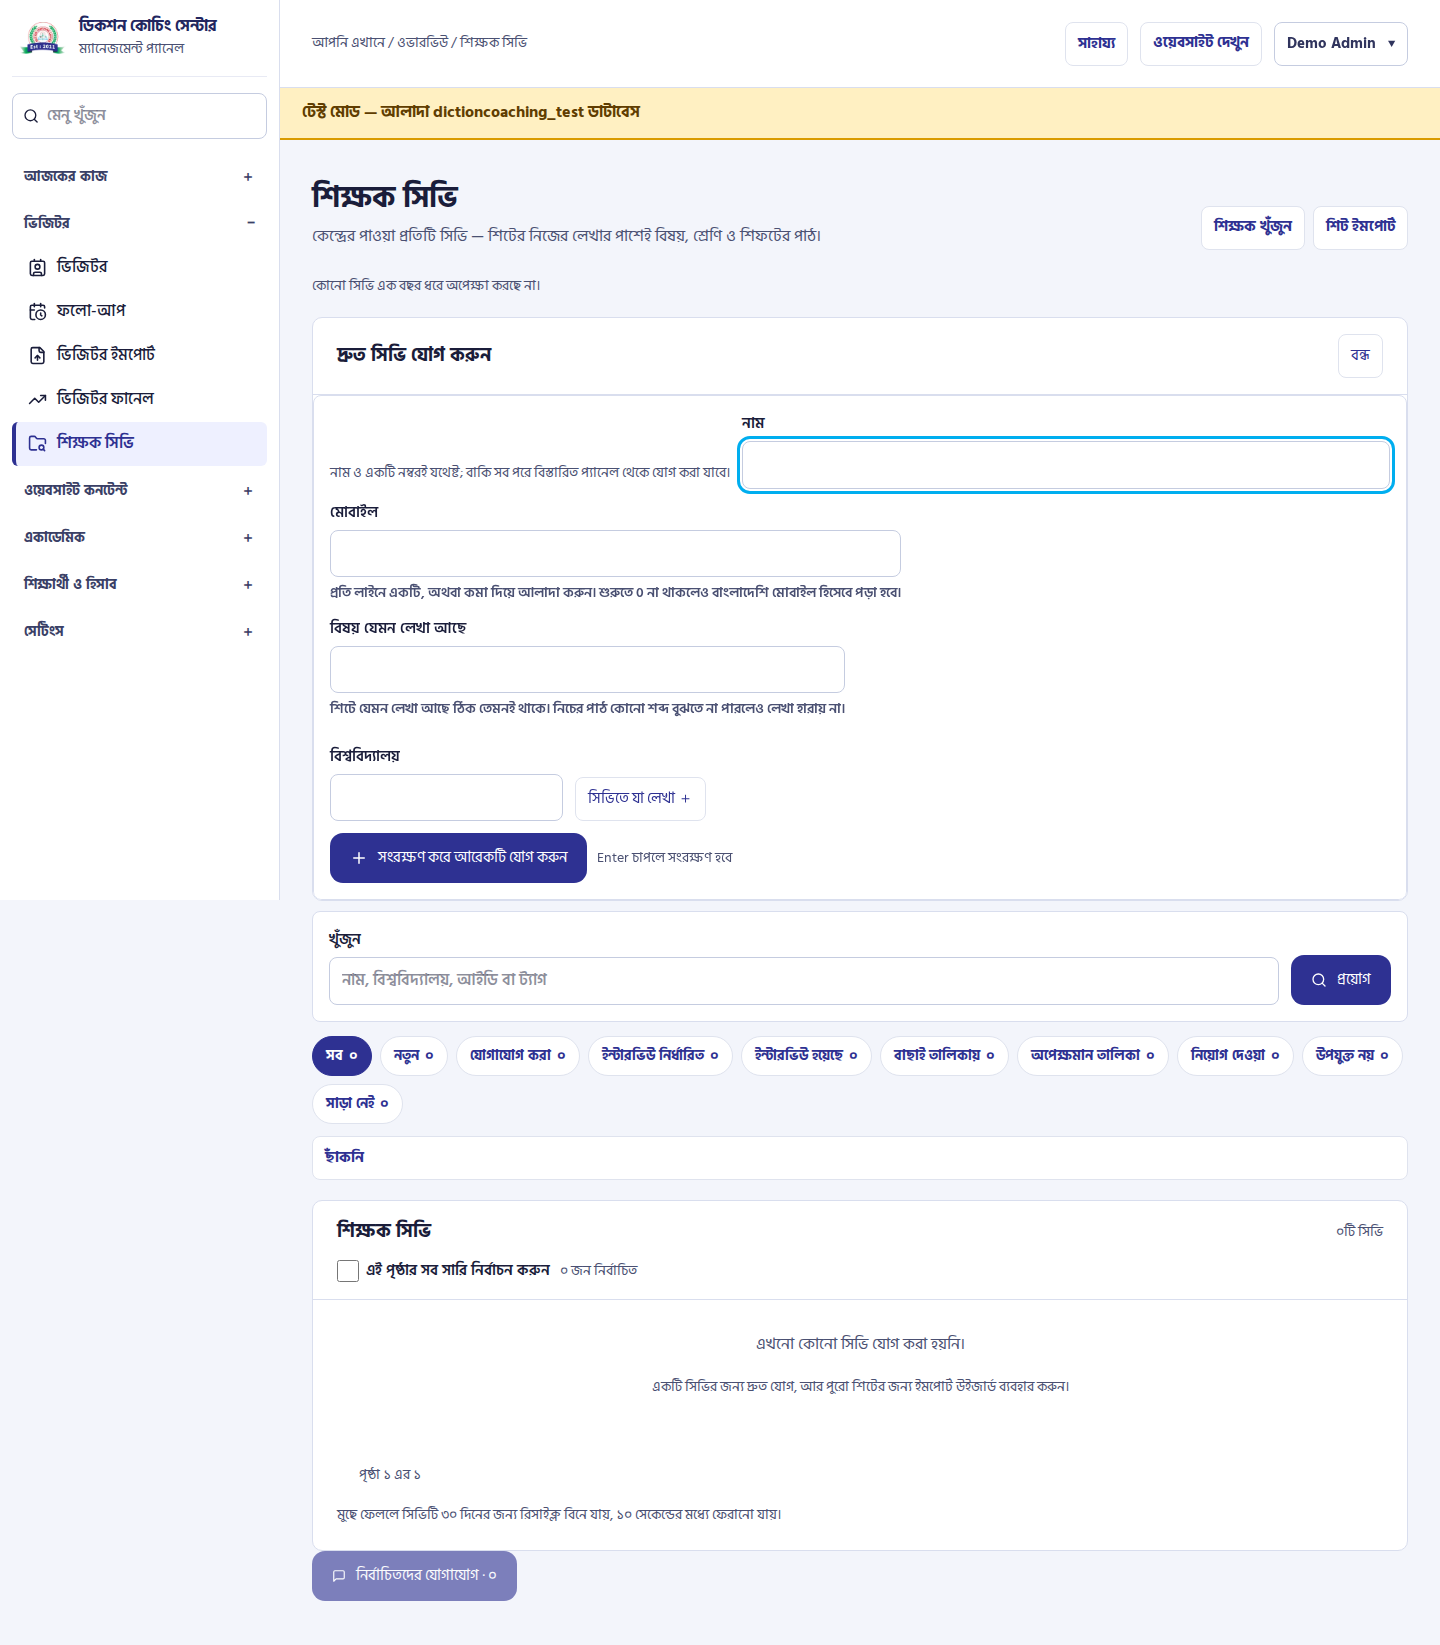 ডিকশন কোচিং সেন্টার
ম্যানেজমেন্ট প্যানেল
Est : 2011
মেনু খুঁজুন
আজকের কাজ +
ভিজিটর −
ভিজিটর
ফলো-আপ
ভিজিটর ইমপোর্ট
ভিজিটর ফানেল
শিক্ষক সিভি
ওয়েবসাইট কনটেন্ট +
একাডেমিক +
শিক্ষার্থী ও হিসাব +
সেটিংস +
আপনি এখানে / ওভারভিউ / শিক্ষক সিভি
সাহায্য
ওয়েবসাইট দেখুন
Demo Admin ▾
টেস্ট মোড — আলাদা dictioncoaching_test ডাটাবেস
শিক্ষক সিভি
কেন্দ্রের পাওয়া প্রতিটি সিভি — শিটের নিজের লেখার পাশেই বিষয়, শ্রেণি ও শিফটের পাঠ।
শিক্ষক খুঁজুন
শিট ইমপোর্ট
কোনো সিভি এক বছর ধরে অপেক্ষা করছে না।
দ্রুত সিভি যোগ করুন
বন্ধ
নাম
নাম ও একটি নম্বরই যথেষ্ট; বাকি সব পরে বিস্তারিত প্যানেল থেকে যোগ করা যাবে।
মোবাইল
প্রতি লাইনে একটি, অথবা কমা দিয়ে আলাদা করুন। শুরুতে 0 না থাকলেও বাংলাদেশি মোবাইল হিসেবে পড়া হবে।
বিষয় যেমন লেখা আছে
শিটে যেমন লেখা আছে ঠিক তেমনই থাকে। নিচের পাঠ কোনো শব্দ বুঝতে না পারলেও লেখা হারায় না।
বিশ্ববিদ্যালয়
সিভিতে যা লেখা +
সংরক্ষণ করে আরেকটি যোগ করুন
Enter চাপলে সংরক্ষণ হবে
খুঁজুন
নাম, বিশ্ববিদ্যালয়, আইডি বা ট্যাগ
প্রয়োগ
সব ০
নতুন ০
যোগাযোগ করা ০
ইন্টারভিউ নির্ধারিত ০
ইন্টারভিউ হয়েছে ০
বাছাই তালিকায় ০
অপেক্ষমান তালিকা ০
নিয়োগ দেওয়া ০
উপযুক্ত নয় ০
সাড়া নেই ০
ছাঁকনি
শিক্ষক সিভি
০টি সিভি
এই পৃষ্ঠার সব সারি নির্বাচন করুন ০ জন নির্বাচিত
এখনো কোনো সিভি যোগ করা হয়নি।
একটি সিভির জন্য দ্রুত যোগ, আর পুরো শিটের জন্য ইমপোর্ট উইজার্ড ব্যবহার করুন।
পৃষ্ঠা ১ এর ১
মুছে ফেললে সিভিটি ৩০ দিনের জন্য রিসাইক্ল বিনে যায়, ১০ সেকেন্ডের মধ্যে ফেরানো যায়।
নির্বাচিতদের যোগাযোগ · ০